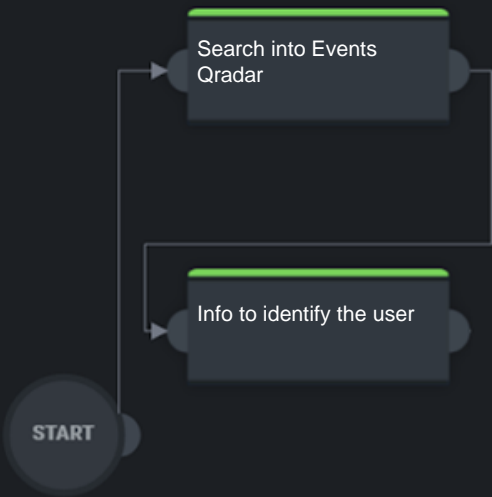 Search into Events
Qradar
Info to identify the user
START